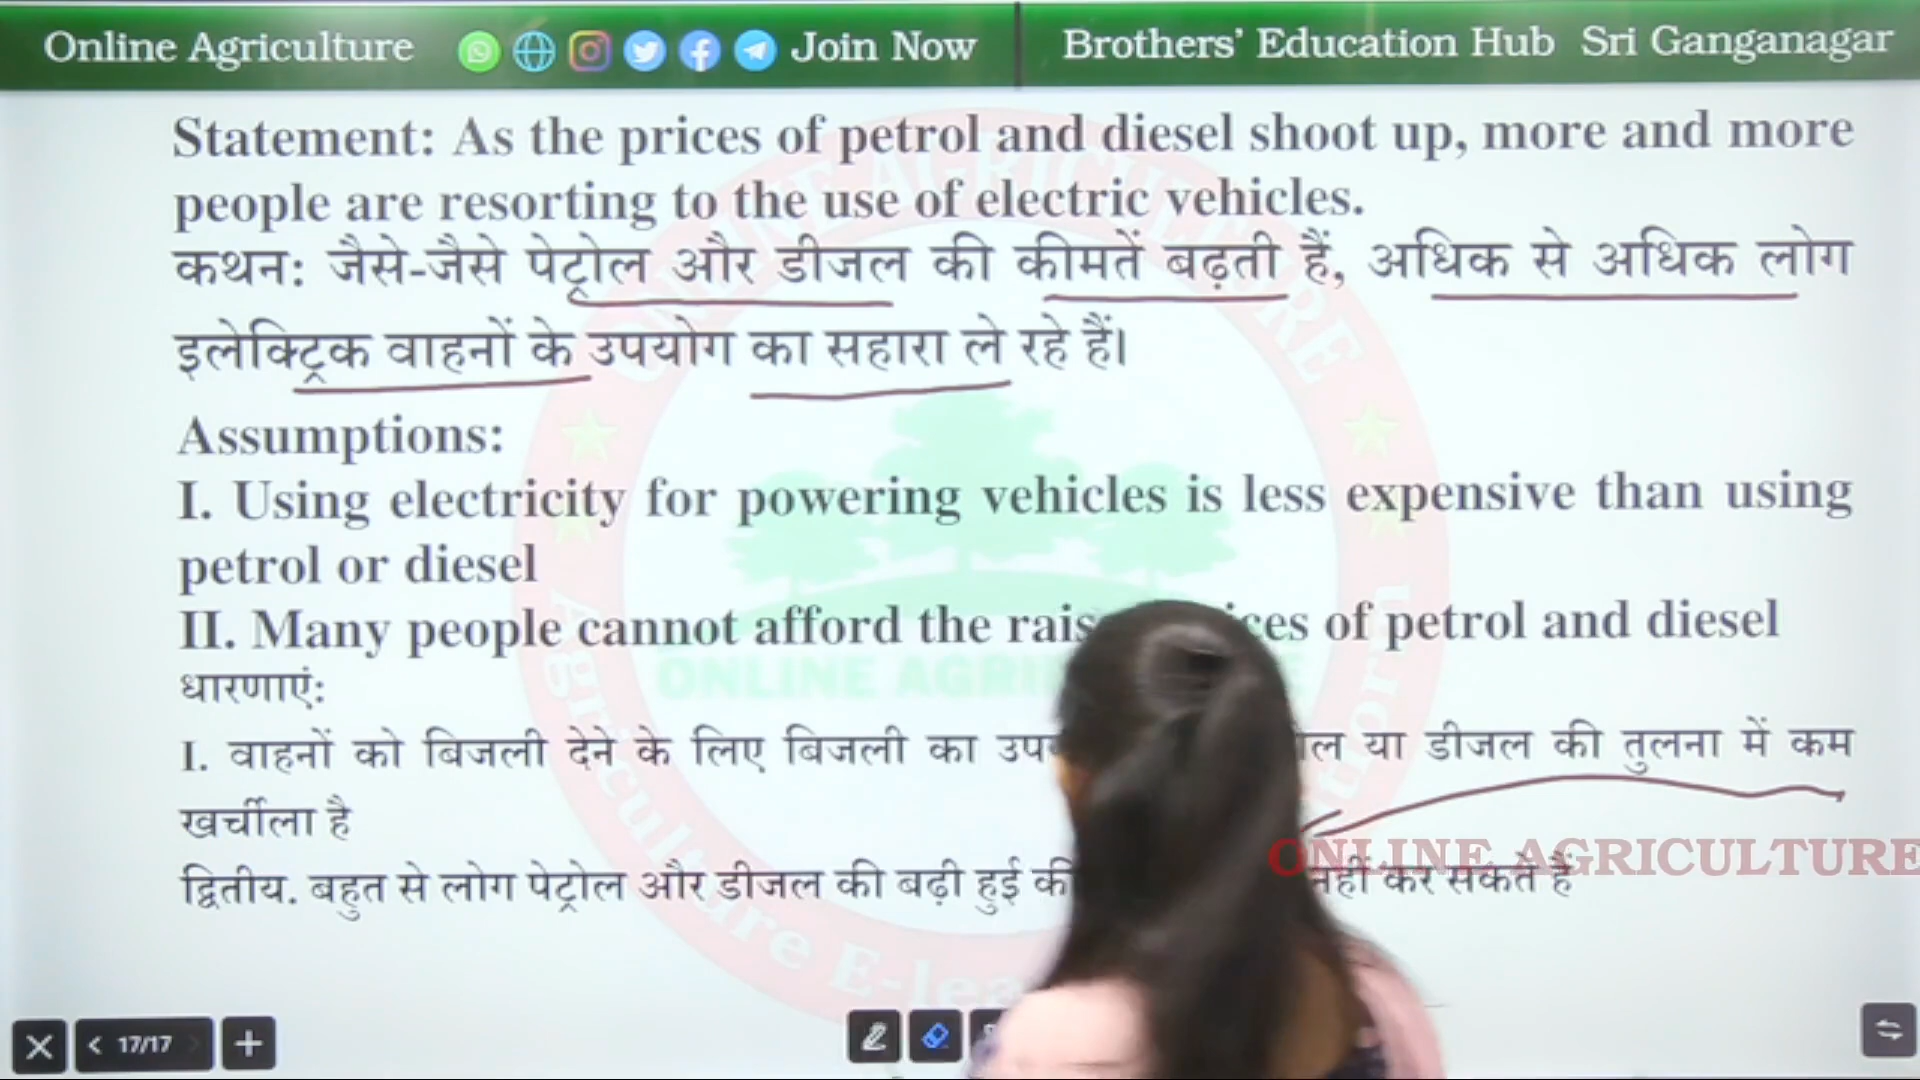 Online Agriculture Join Now Brothers' Education Hub Sri Ganganagar
Statement: As the prices of petrol and diesel shoot up, more and more
people are resorting to the use of electric vehicles.
कथन: जैसे-जैसे पेट्रोल और डीजल की कीमतें बढ़ती हैं, अधिक से अधिक लोग
इलेक्ट्रिक वाहनों के उपयोग का सहारा ले रहे हैं।
Assumptions:
I. Using electricity for powering vehicles is less expensive than using
petrol or diesel
II. Many people cannot afford the of petrol and diesel
ONLINE
धारणाएं:
I. वाहनों को बिजली देने के लिए बिजली का या डीजल की तुलना में कम
खर्चीला है
ONLINE AGRICULTURE
द्वितीय. बहुत से लोग पेट्रोल और डीजल की बढ़ी हुई नहीं कर सकते हैं
17/17